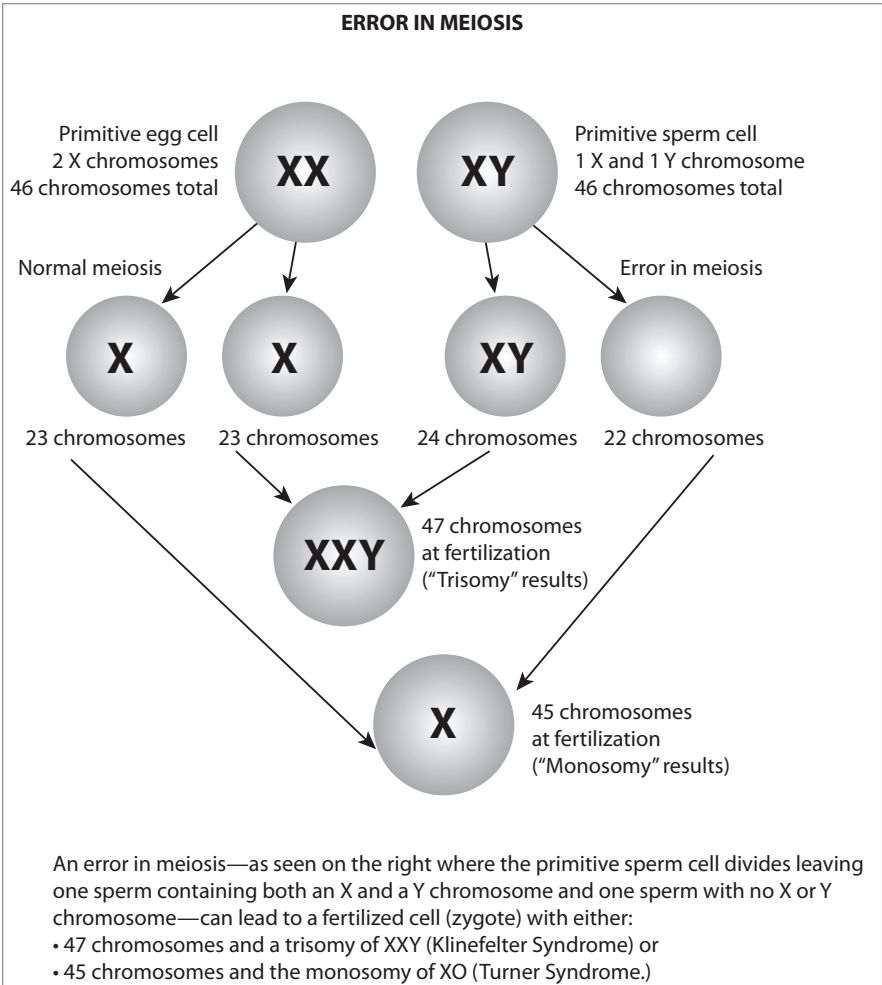 ERROR IN MEIOSIS
Primitive egg cell
2 X chromosomes
46 chromosomes total
XX
XY
Primitive sperm cell
1 X and 1 Y chromosome
46 chromosomes total
Normal meiosis
Error in meiosis
X
X
XY
23 chromosomes
23 chromosomes
24 chromosomes
22 chromosomes
XXY
47 chromosomes
at fertilization
(“Trisomy” results)
X
45 chromosomes
at fertilization
(“Monosomy” results)
An error in meiosis—as seen on the right where the primitive sperm cell divides leaving
one sperm containing both an X and a Y chromosome and one sperm with no X or Y
chromosome—can lead to a fertilized cell (zygote) with either:
• 47 chromosomes and a trisomy of XXY (Klinefelter Syndrome) or
• 45 chromosomes and the monosomy of XO (Turner Syndrome.)